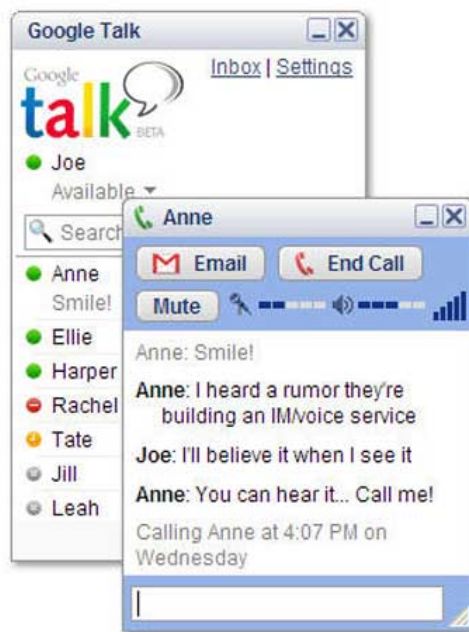 Google Talk
Inbox | Settings
Google
talk
BETA
Joe
Available
Search
Anne
Smile!
Ellie
Harper
Rachel
Tate
Jill
Leah
Anne
Email
End Call
Mute
Anne: Smile!
Anne: I heard a rumor they're
building an IM/voice service
Joe: I'll believe it when I see it
Anne: You can hear it... Call me!
Calling Anne at 4:07 PM on
Wednesday